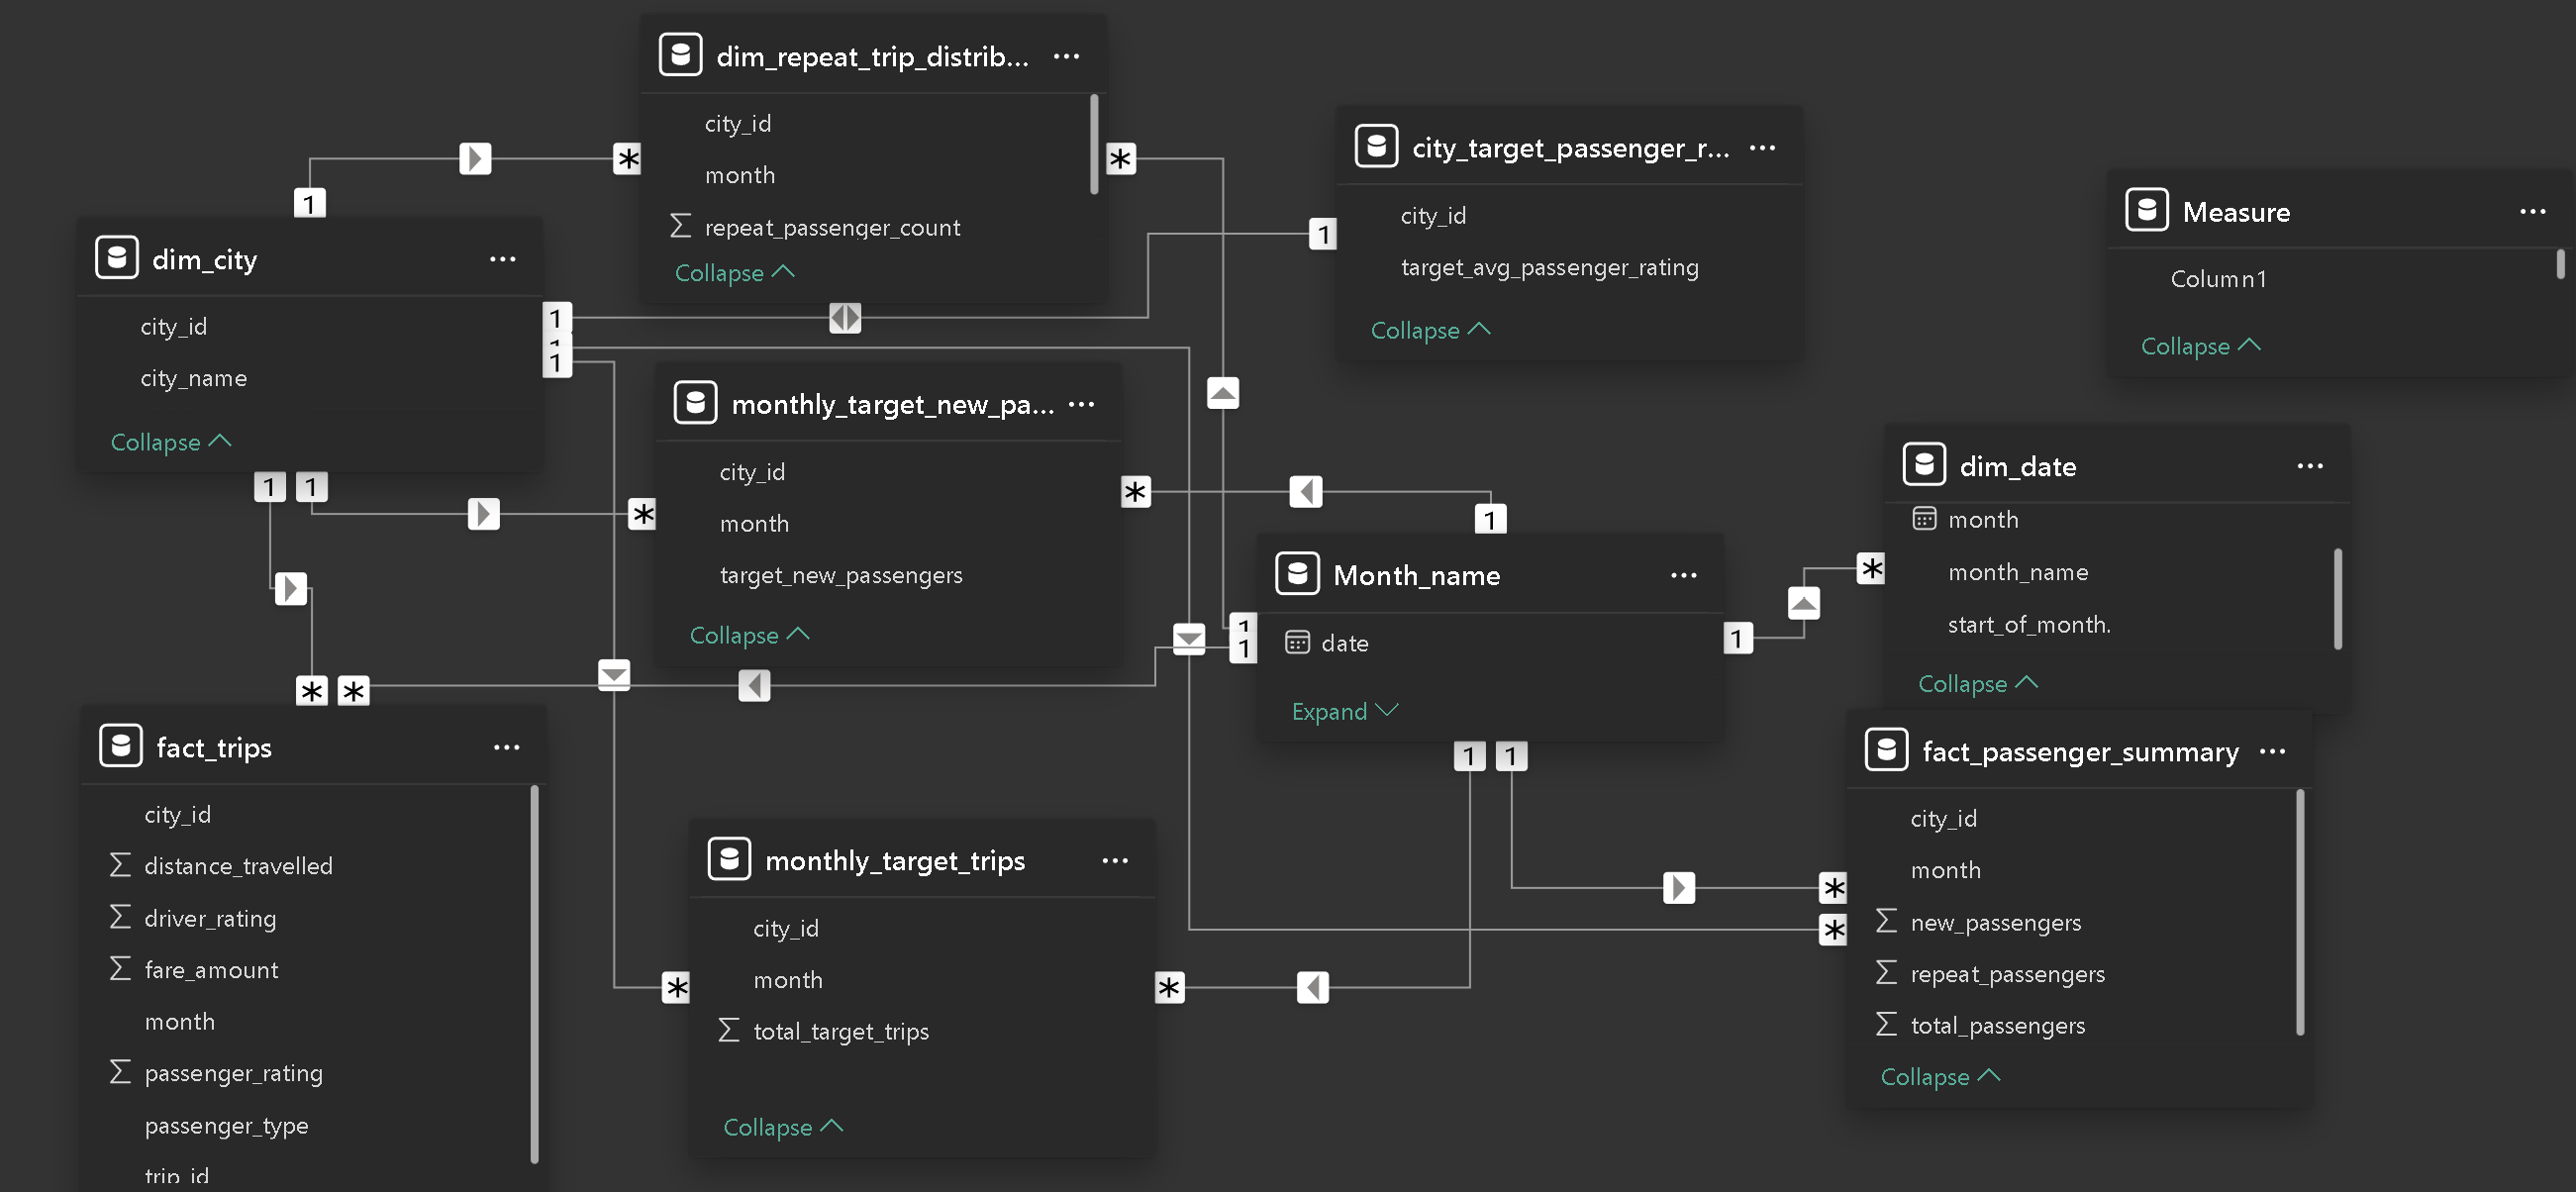 dim_repeat_trip_distrib...
city_id
month
repeat_passenger_count
Collapse
city_target_passenger_r...
city_id
target_avg_passenger_rating
Collapse
Measure
Column1
Collapse
dim_city
city_id
city_name
Collapse
monthly_target_new_pa...
city_id
month
target_new_passengers
Collapse
dim_date
month
month_name
start_of_month.
Collapse
Month_name
date
Expand
fact_trips
city_id
distance_travelled
driver_rating
fare_amount
month
passenger_rating
passenger_type
trip_id
monthly_target_trips
city_id
month
total_target_trips
Collapse
fact_passenger_summary
city_id
month
new_passengers
repeat_passengers
total_passengers
Collapse
1
*
*
1
1
1
1
1
1
*
*
1
1
1
1
*
*
*
1
1
*
*
*
*